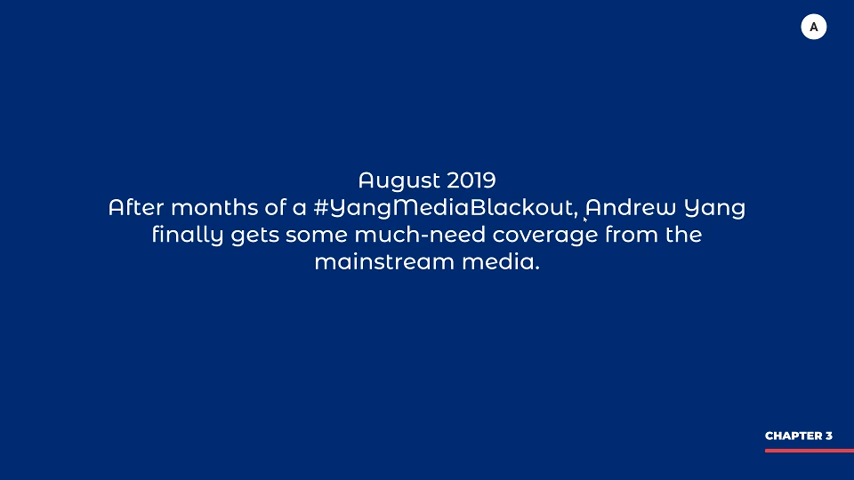 A
August 2019
After months of a #YangMediaBlackout, Andrew Yang
finally gets some much-need coverage from the
mainstream media.
CHAPTER 3